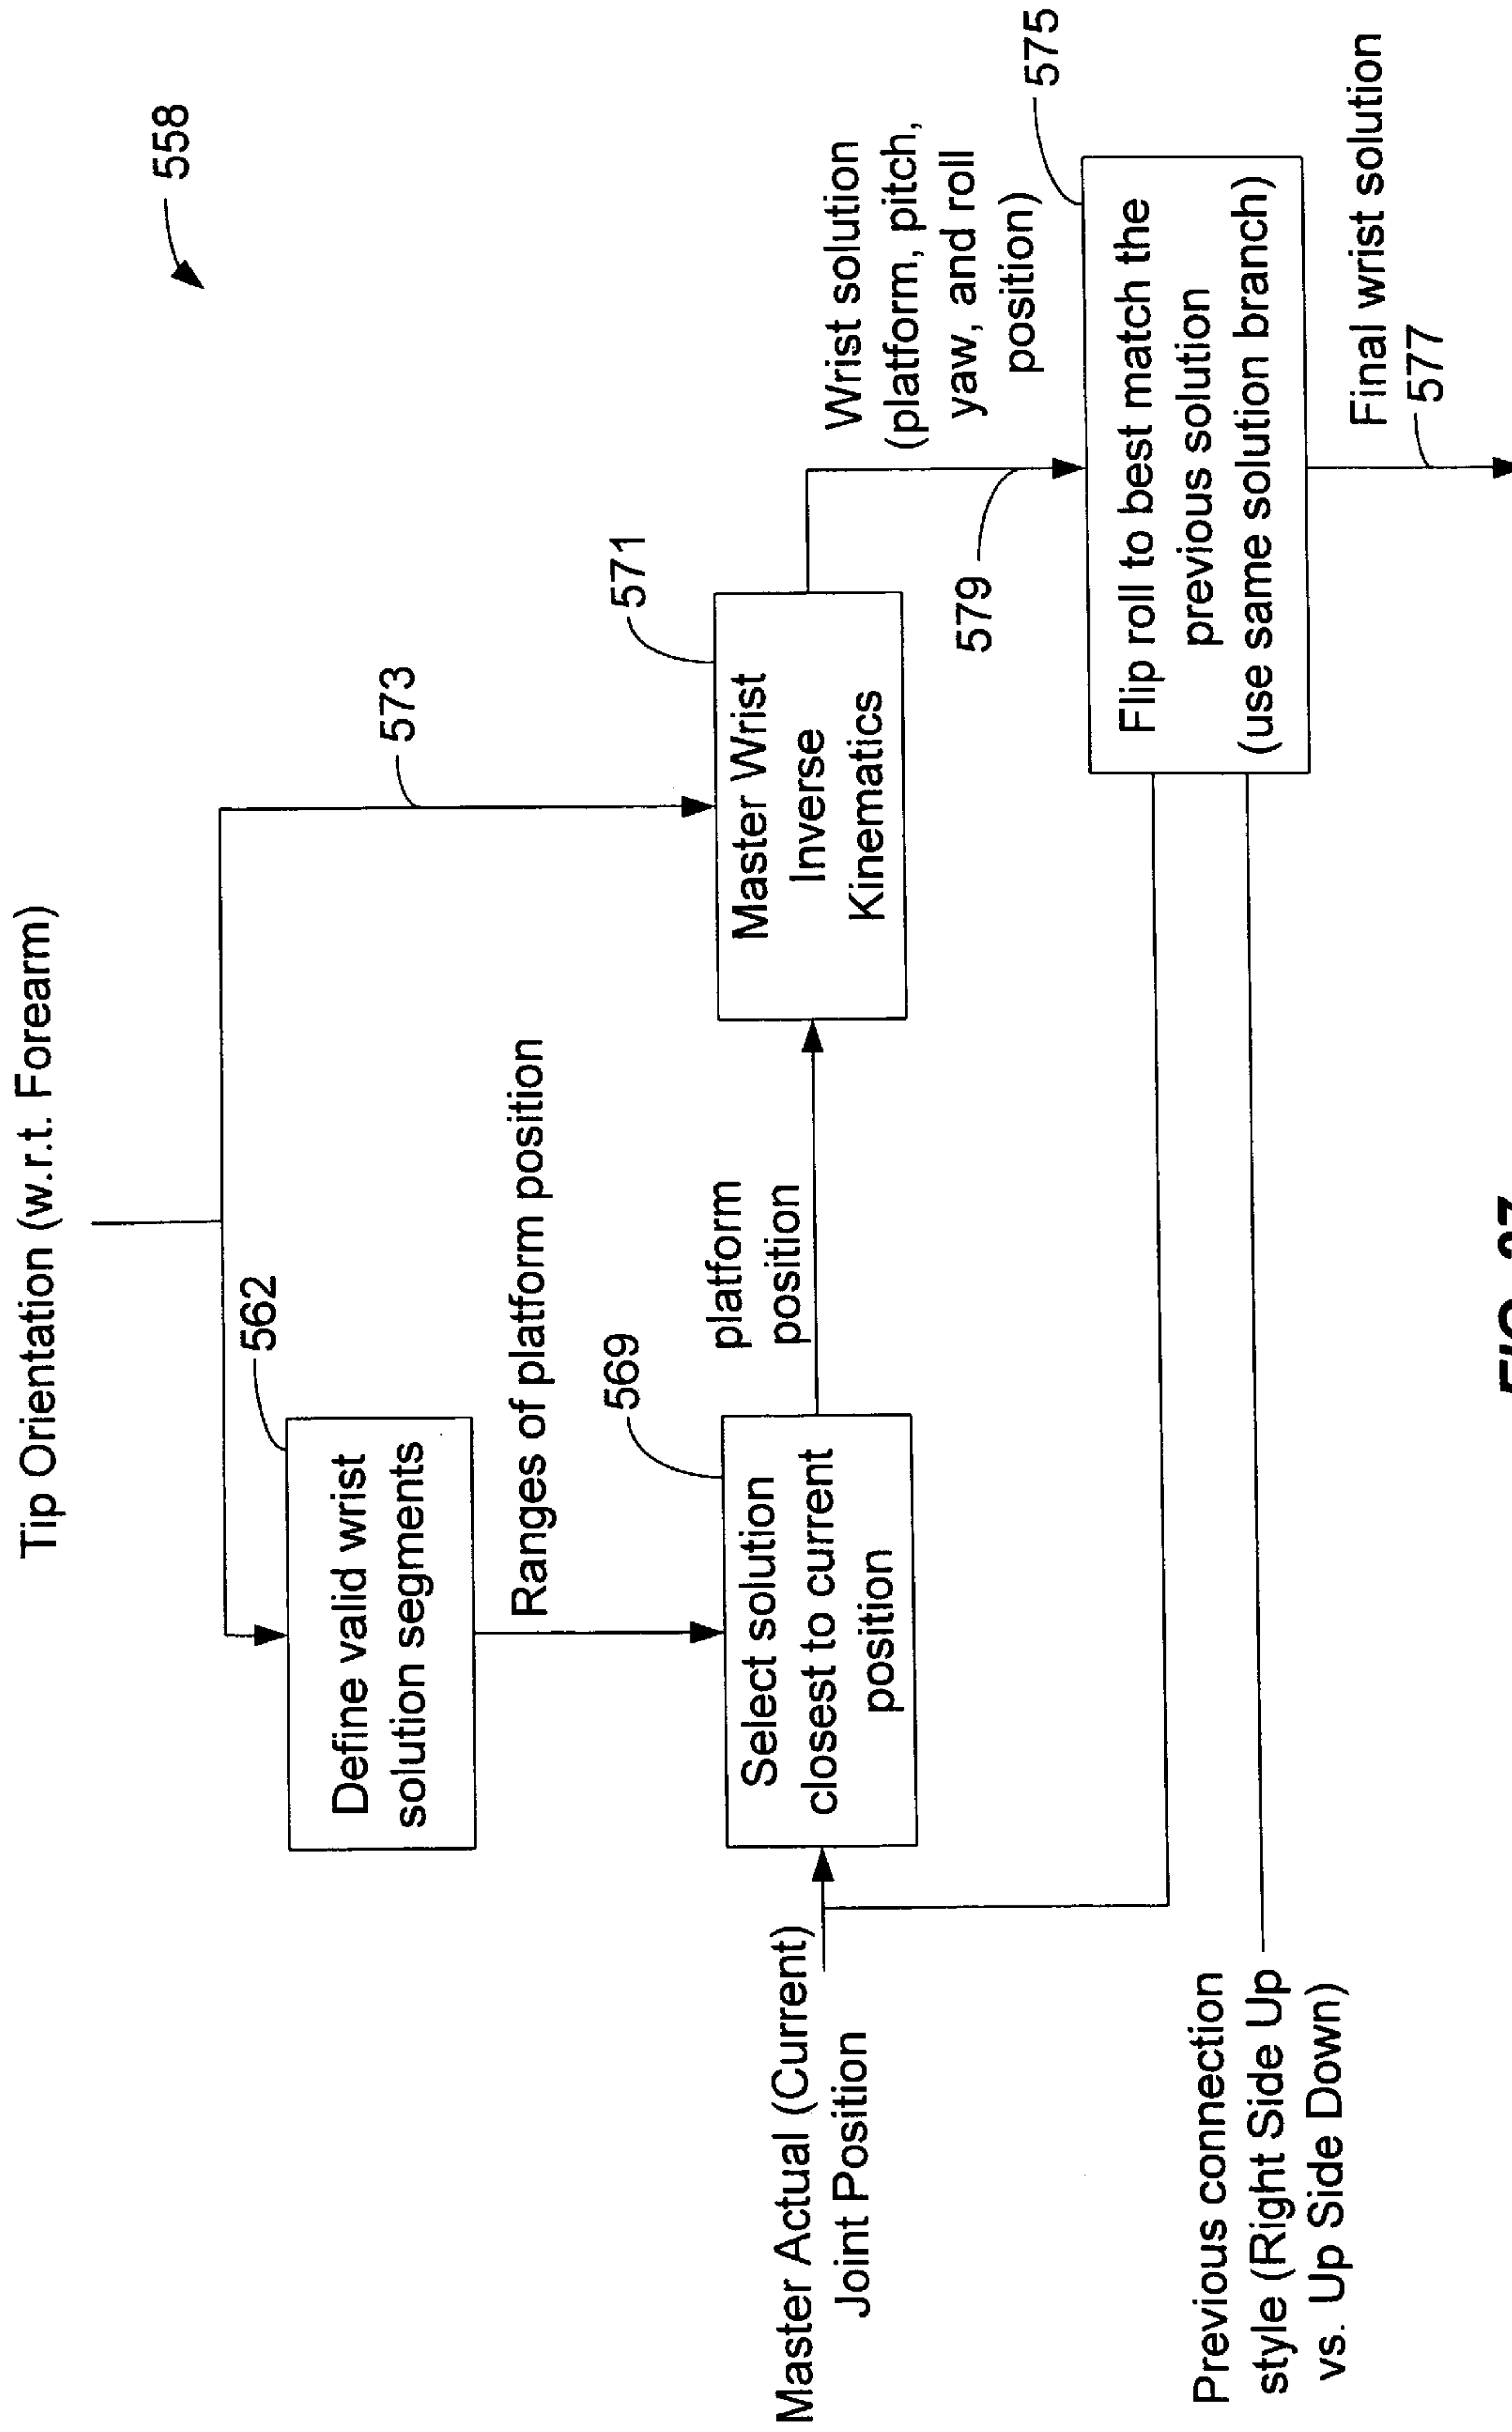 558
Tip Orientation (w.r.t. Forearm)
562
573
Define valid wrist
solution segments
Ranges of platform position
569
571
Select solution
closest to current
position
platform
position
Master Wrist
Inverse
Kinematics
Master Actual (Current)
Joint Position
Wrist solution
(platform, pitch,
yaw, and roll
position)
579
575
Flip roll to best match the
previous solution
(use same solution branch)
Previous connection
style (Right Side Up
vs. Up Side Down)
Final wrist solution
577
FIG.